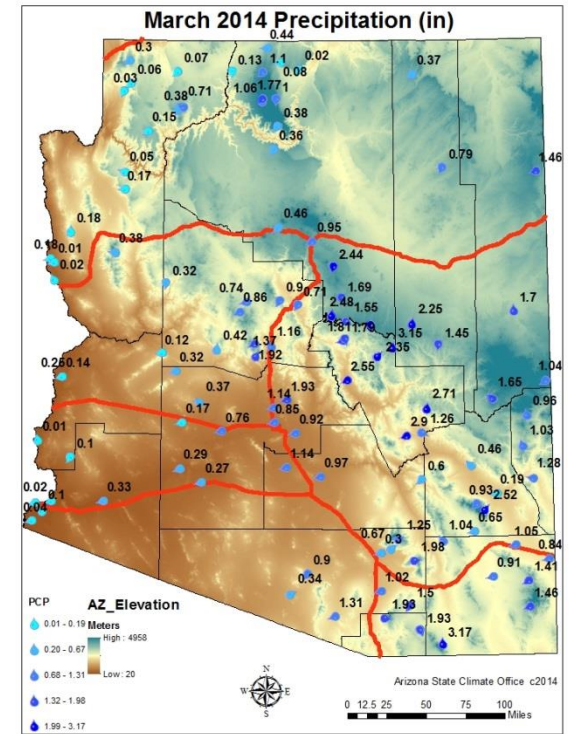 March 2014 Precipitation (in)
0.44
0.3 0.07 0.13 1.1 0.02
0.06 0.08 0.37
0.03 1.06 1.77 1
0.38 0.71
0.15 0.38
0.36
0.05 0.79 1.46
0.17
0.18 0.46
0.95
0.18 0.01 0.38
0.02 2.44
0.32
0.74 0.9 1.69
0.86 0.71 2.48 1.55 2.25 1.7
1.16 1.81 1.79 3.15
0.12 0.42 1.37 2.35 1.45
0.32 1.92
0.26 0.14 2.55 1.04
0.37 1.14 1.93 2.71 1.65
0.17 0.85 0.96
0.01 0.76 0.92 2.9 1.26
0.1 1.03
0.29 1.14 0.46
0.27 0.97 0.6 1.28
0.19
0.02 0.1 0.33 0.93 2.52
0.04 0.65
0.67 1.25 1.04 1.05
0.3 0.84
1.98
0.9 0.91 1.41
0.34 1.02
1.5 1.46
1.31 1.93
1.93
3.17
PCP
0.01 - 0.19
0.20 - 0.67
0.68 - 1.31
1.32 - 1.98
1.99 - 3.17
AZ_Elevation
Meters
High : 4958
Low : 20
N
W E
S
Arizona State Climate Office c2014
0 12.5 25 50 75 100
Miles